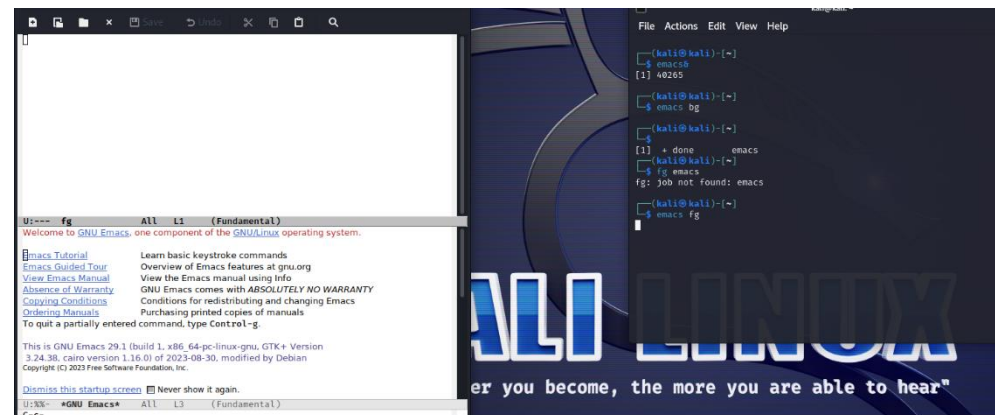 Save Undo
U:--- fg All L1 (Fundamental)
Welcome to GNU Emacs, one component of the GNU/Linux operating system.
Emacs Tutorial Learn basic keystroke commands
Emacs Guided Tour Overview of Emacs features at gnu.org
View Emacs Manual View the Emacs manual using Info
Absence of Warranty GNU Emacs comes with ABSOLUTELY NO WARRANTY
Copying Conditions Conditions for redistributing and changing Emacs
Ordering Manuals Purchasing printed copies of manuals
To quit a partially entered command, type Control-g.
This is GNU Emacs 29.1 (build 1, x86_64-pc-linux-gnu, GTK+ Version
3.24.38, cairo version 1.16.0) of 2023-08-30, modified by Debian
Copyright (C) 2023 Free Software Foundation, Inc.
Dismiss this startup screen Never show it again.
U:%%- *GNU Emacs* All L3 (Fundamental)
File Actions Edit View Help
(kali㉿kali)-[~]
$ emacs&
[1] 40265
(kali㉿kali)-[~]
$ emacs bg
(kali㉿kali)-[~]
$
[1] + done emacs
(kali㉿kali)-[~]
$ fg emacs
fg: job not found: emacs
(kali㉿kali)-[~]
$ emacs fg
ALI LINUX
er you become, the more you are able to hear"